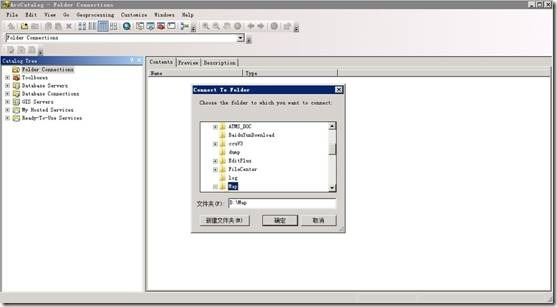 ArcCatalog - Folder Connections
File Edit View Go Geoprocessing Customize Windows Help
Folder Connections
Catalog Tree
Folder Connections
Toolboxes
Database Servers
Database Connections
GIS Servers
My Hosted Services
Ready-To-Use Services
Contents Preview Description
Name Type
Connect To Folder
Choose the folder to which you want to connect:
ATMS_DOC
BaiduYunDownload
ccuV3
dump
EditPlus
FileCenter
log
Map
文件夹(F): D:\Map
新建文件夹(M) 确定 取消